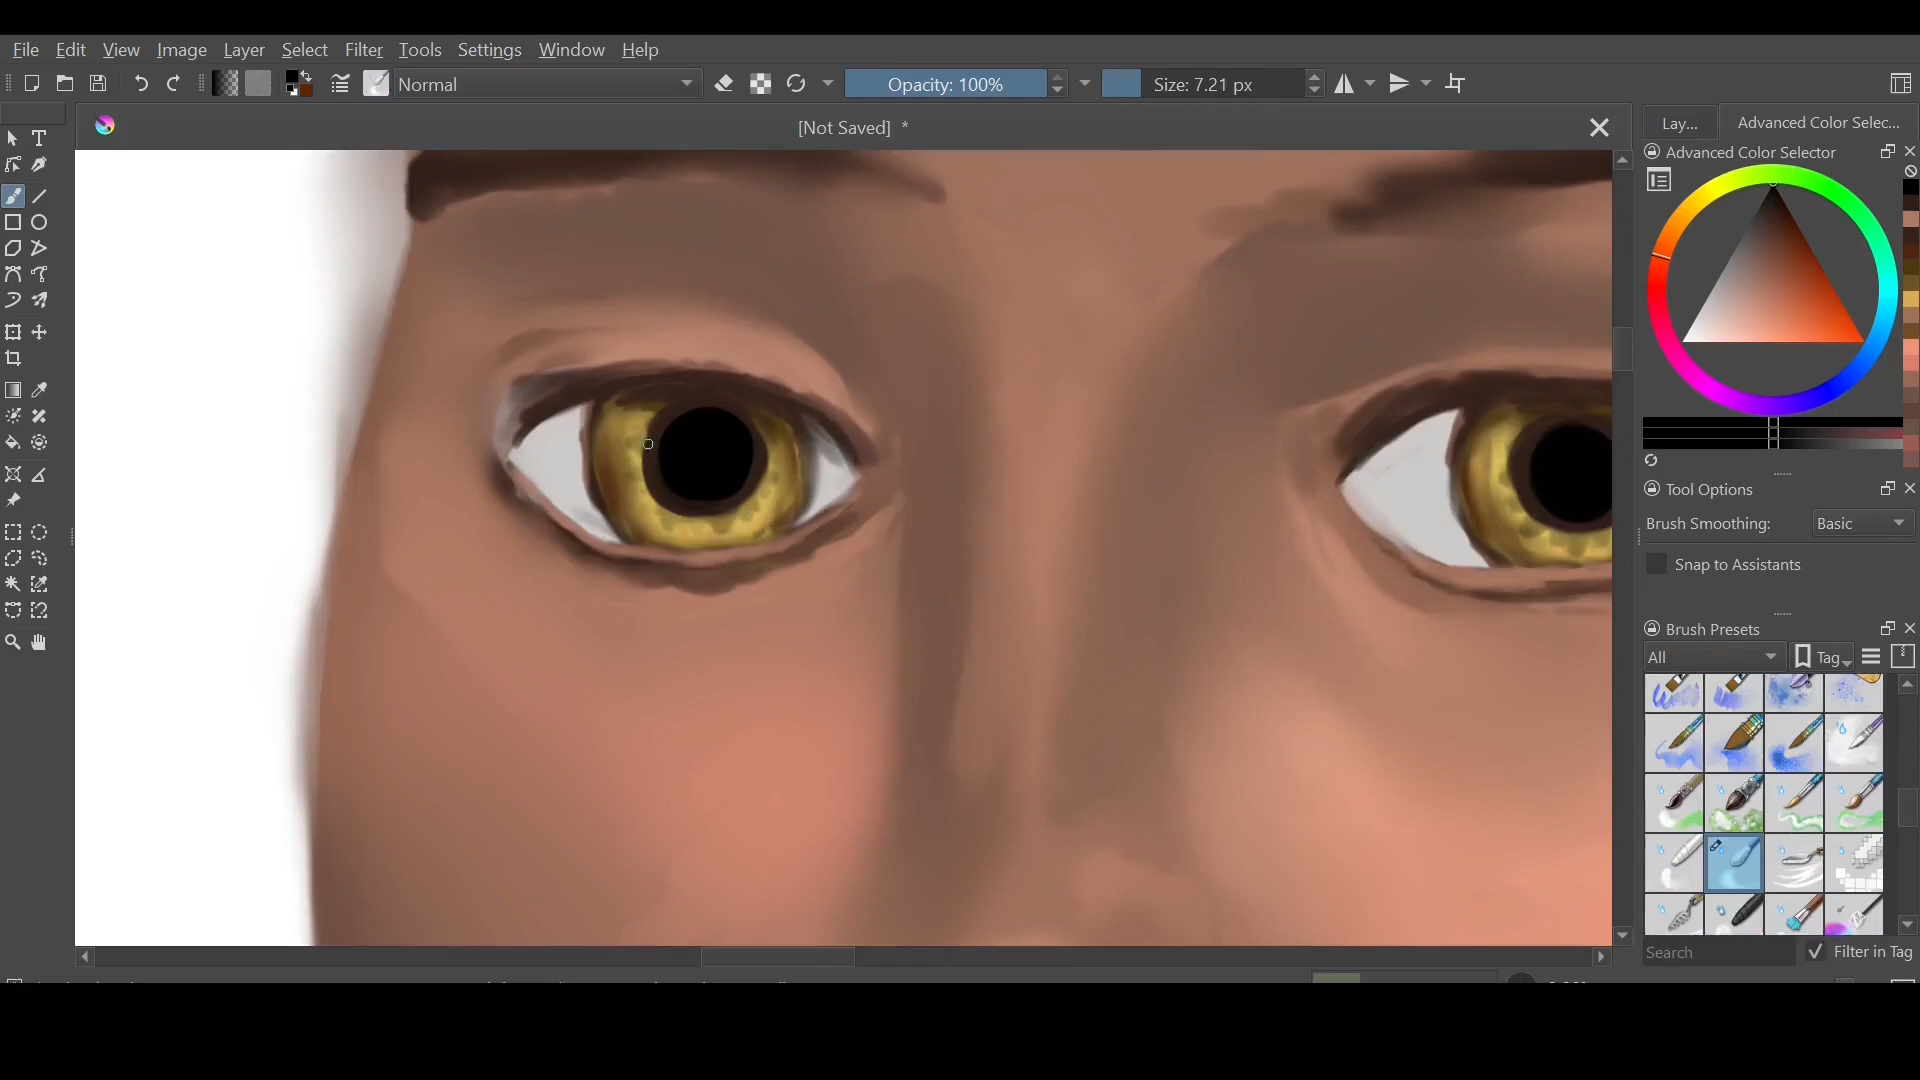 File Edit View Image Layer Select Filter Tools Settings Window Help
Normal Opacity: 100% Size: 7.21 px
[Not Saved] *
Lay... Advanced Color Selec...
Advanced Color Selector
Tool Options
Brush Smoothing: Basic
Snap to Assistants
Brush Presets
All Tag
Search Filter in Tag